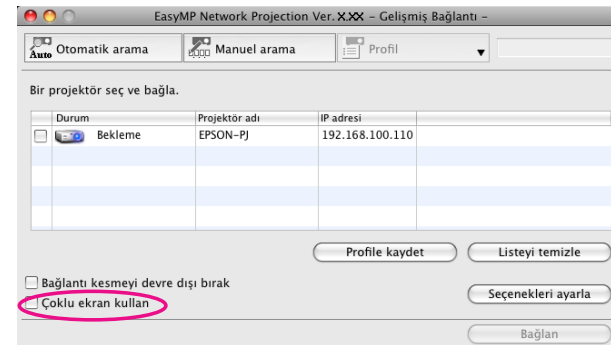 EasyMP Network Projection Ver. X.XX – Gelişmiş Bağlantı –
Auto Otomatik arama Manuel arama Profil
Bir projektör seç ve bağla.
Durum Projektör adı IP adresi
Bekleme EPSON-PJ 192.168.100.110
Profile kaydet Listeyi temizle
Bağlantı kesmeyi devre dışı bırak
Çoklu ekran kullan Seçenekleri ayarla
Bağlan